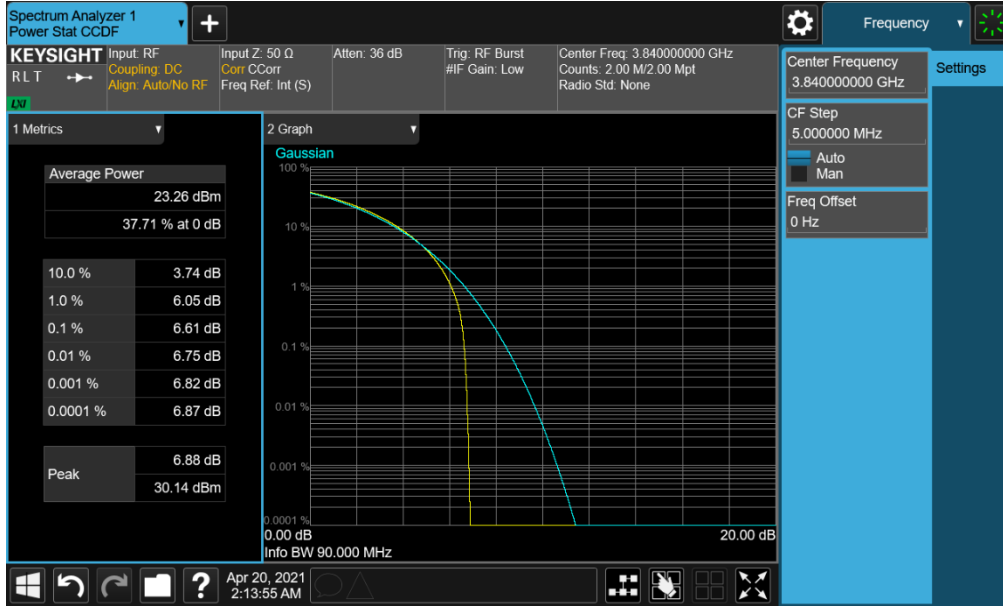 Spectrum Analyzer 1
Power Stat CCDF
+
Frequency
KEYSIGHT
RLT
LXI
Input: RF
Coupling: DC
Align: Auto/No RF
Input Z: 50 Ω
Corr CCorr
Freq Ref: Int (S)
Atten: 36 dB
Trig: RF Burst
#IF Gain: Low
Center Freq: 3.840000000 GHz
Counts: 2.00 M/2.00 Mpt
Radio Std: None
Center Frequency
3.840000000 GHz
Settings
CF Step
5.000000 MHz
Auto
Man
Freq Offset
0 Hz
1 Metrics
Average Power
23.26 dBm
37.71 % at 0 dB
10.0 % 3.74 dB
1.0 % 6.05 dB
0.1 % 6.61 dB
0.01 % 6.75 dB
0.001 % 6.82 dB
0.0001 % 6.87 dB
Peak
6.88 dB
30.14 dBm
2 Graph
Gaussian
100 %
10 %
1 %
0.1 %
0.01 %
0.001 %
0.0001 %
0.00 dB 20.00 dB
Info BW 90.000 MHz
?
Apr 20, 2021
2:13:55 AM